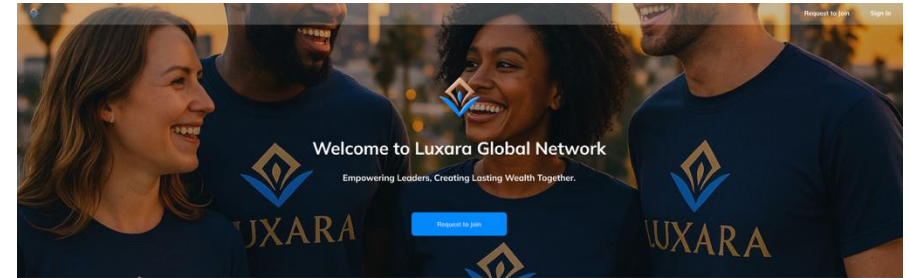 Request to Join
Sign In
Welcome to Luxara Global Network
Empowering Leaders, Creating Lasting Wealth Together.
Request to Join
UXARA
LUXARA